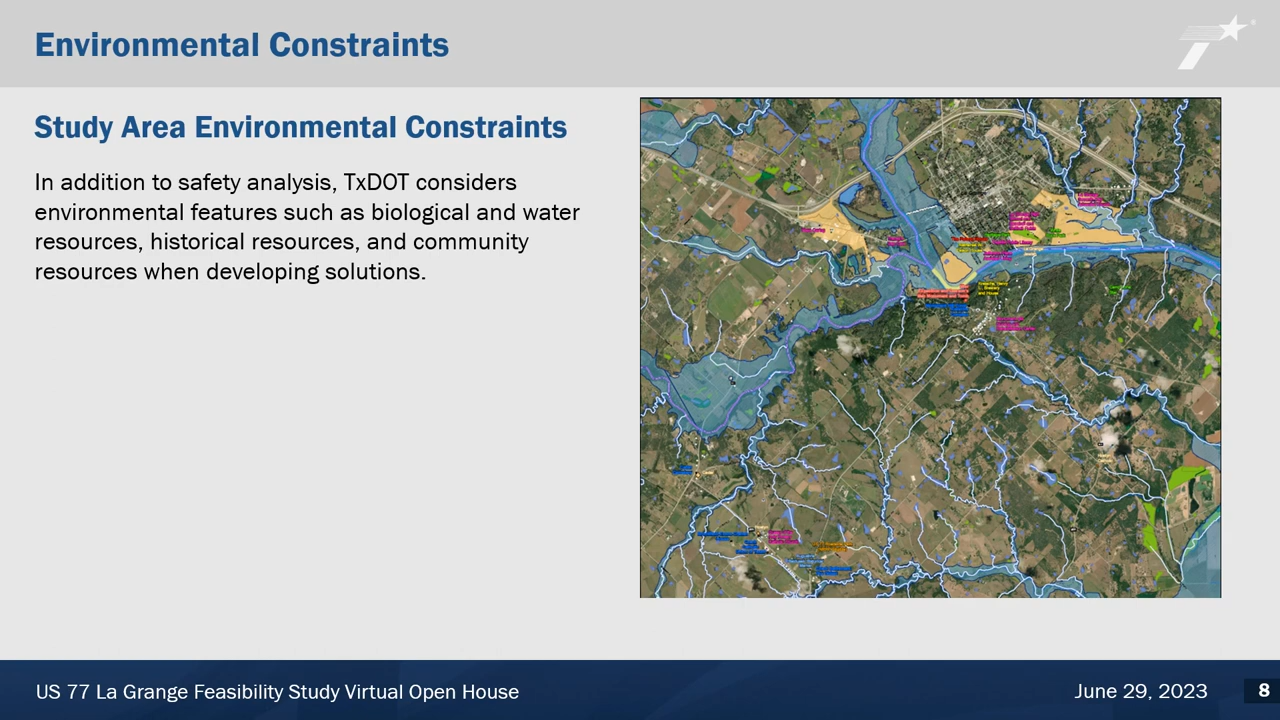 Environmental Constraints
Study Area Environmental Constraints
In addition to safety analysis, TxDOT considers
environmental features such as biological and water
resources, historical resources, and community
resources when developing solutions.
US 77 La Grange Feasibility Study Virtual Open House
June 29, 2023
8